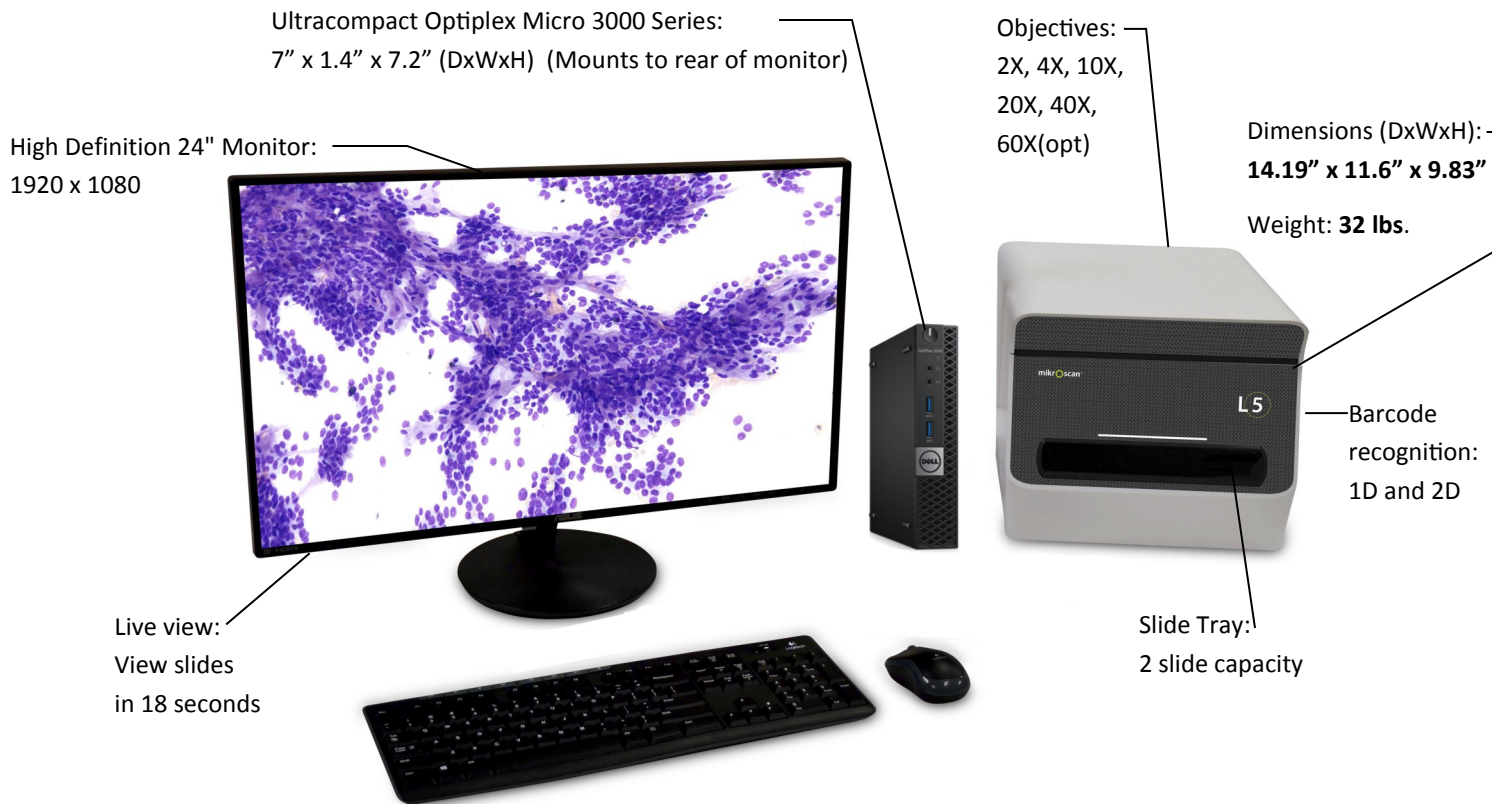 Ultracompact Optiplex Micro 3000 Series:
7” x 1.4” x 7.2” (DxWxH)  (Mounts to rear of monitor)
Objectives:
2X, 4X, 10X,
20X, 40X,
60X(opt)
High Definition 24" Monitor:
1920 x 1080
Dimensions (DxWxH):
14.19” x 11.6” x 9.83”
Weight: 32 lbs.
mikroscan
L5
DELL
Barcode
recognition:
1D and 2D
Live view:
View slides
in 18 seconds
Slide Tray:
2 slide capacity